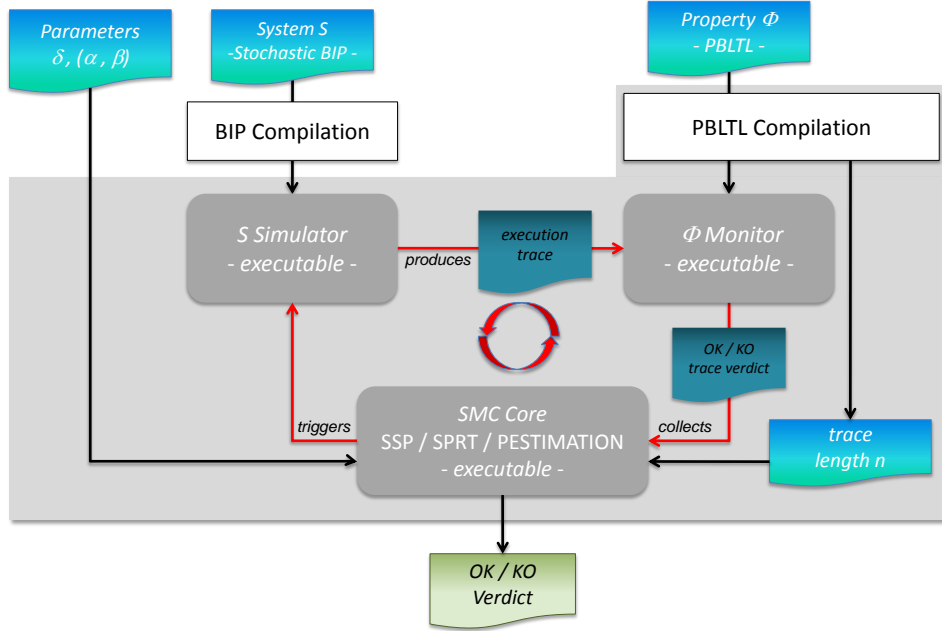 Parameters
δ , (α , β)
System S
-Stochastic BIP -
Property Φ
- PBLTL -
BIP Compilation
PBLTL Compilation
S Simulator
- executable -
produces
execution
trace
Φ Monitor
- executable -
OK / KO
trace verdict
triggers
SMC Core
SSP / SPRT / PESTIMATION
- executable -
collects
trace
length n
OK / KO
Verdict